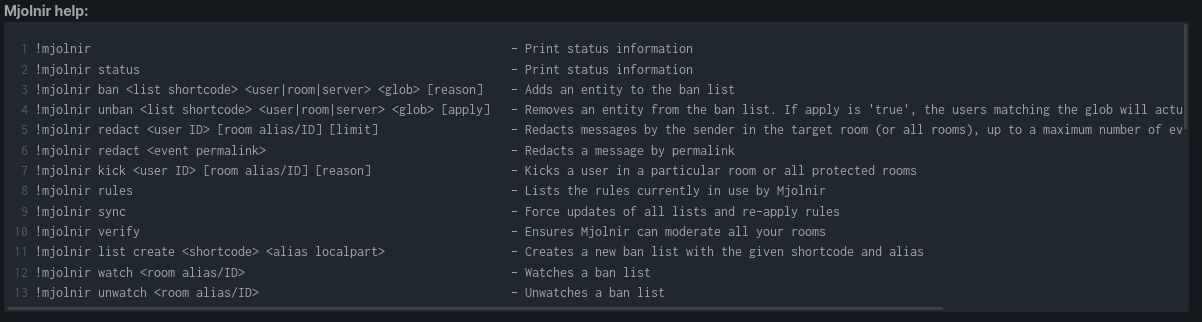 Mjolnir help:
1 !mjolnir - Print status information
2 !mjolnir status - Print status information
3 !mjolnir ban <list shortcode> <user|room|server> <glob> [reason] - Adds an entity to the ban list
4 !mjolnir unban <list shortcode> <user|room|server> <glob> [apply] - Removes an entity from the ban list. If apply is 'true', the users matching the glob will actu
5 !mjolnir redact <user ID> [room alias/ID] [limit] - Redacts messages by the sender in the target room (or all rooms), up to a maximum number of ev
6 !mjolnir redact <event permalink> - Redacts a message by permalink
7 !mjolnir kick <user ID> [room alias/ID] [reason] - Kicks a user in a particular room or all protected rooms
8 !mjolnir rules - Lists the rules currently in use by Mjolnir
9 !mjolnir sync - Force updates of all lists and re-apply rules
10 !mjolnir verify - Ensures Mjolnir can moderate all your rooms
11 !mjolnir list create <shortcode> <alias localpart> - Creates a new ban list with the given shortcode and alias
12 !mjolnir watch <room alias/ID> - Watches a ban list
13 !mjolnir unwatch <room alias/ID> - Unwatches a ban list